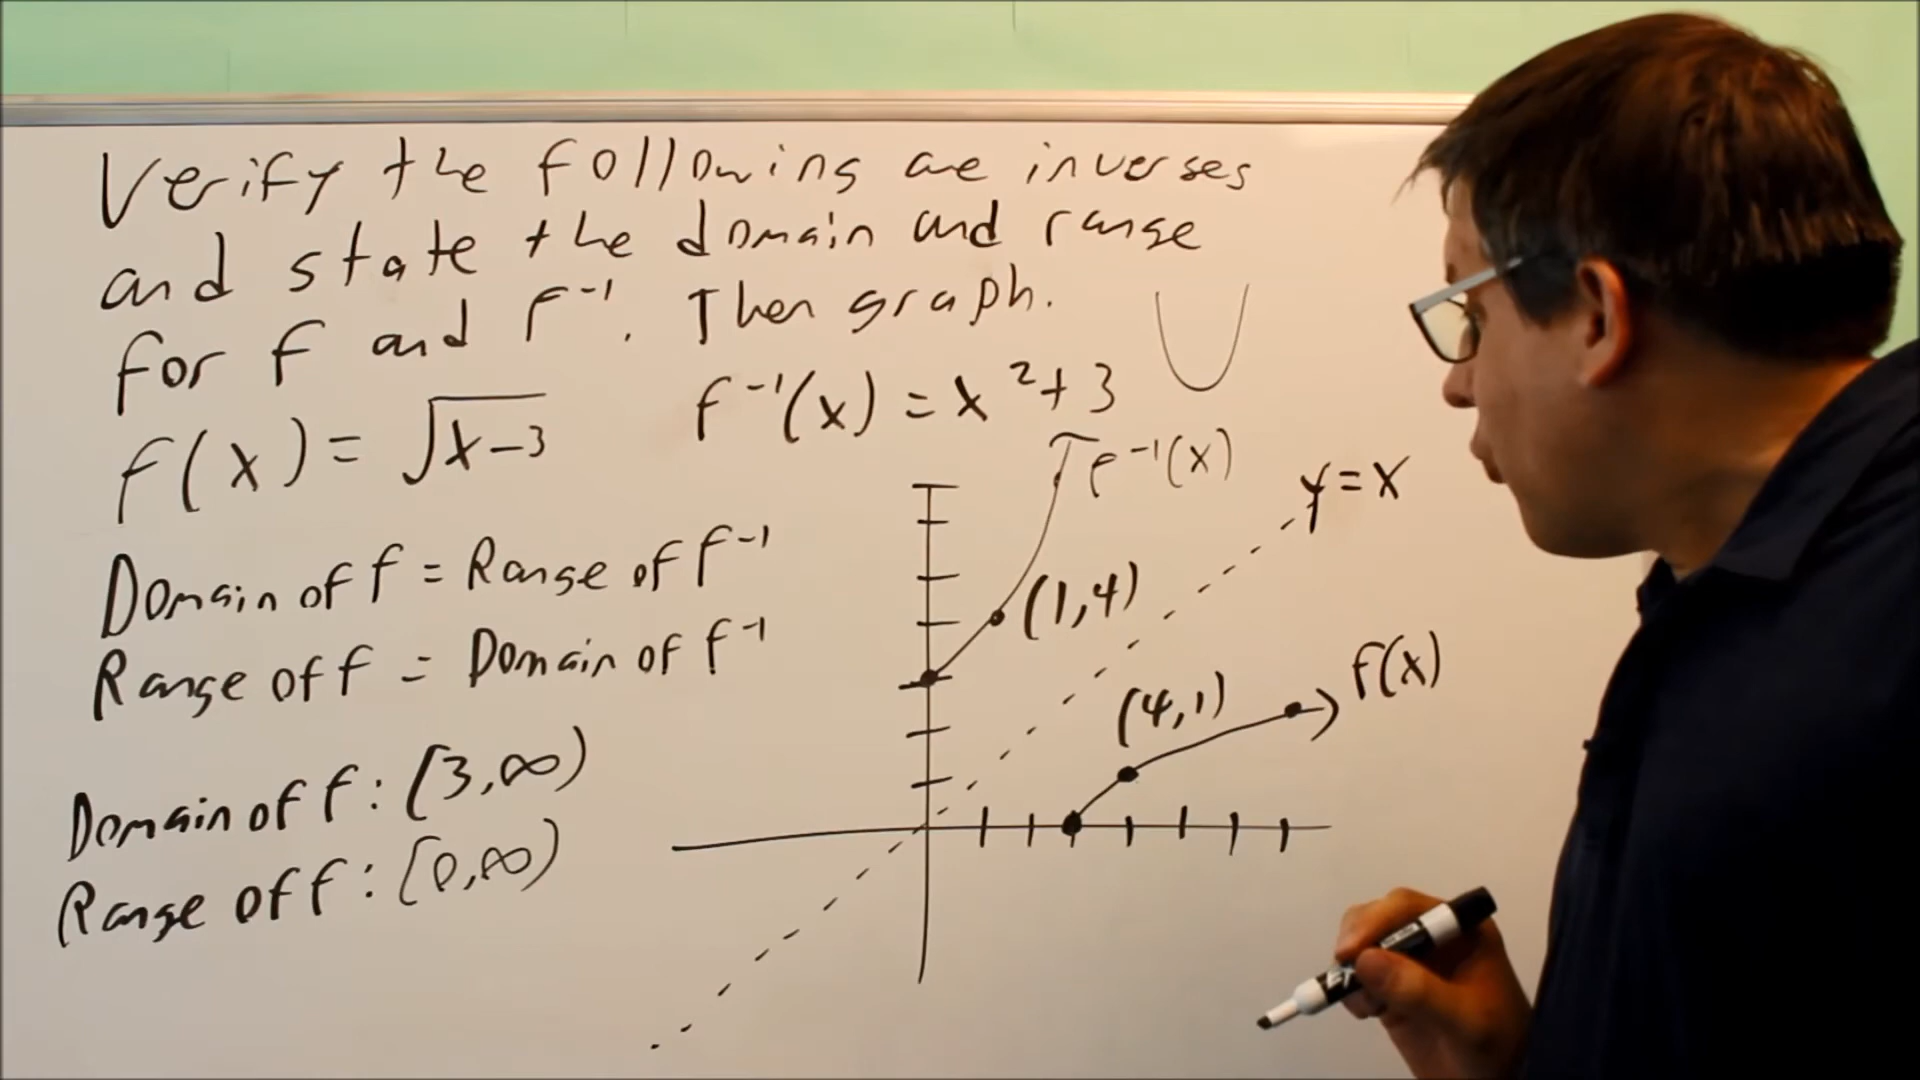 Verify the following are inverses
and state the domain and range
for f and f⁻¹. Then graph.
f(x) = √x-3
f⁻¹(x) = x²+3
f⁻¹(x)
y=x
Domain of f = Range of f⁻¹
Range of f = Domain of f⁻¹
(1,4)
(4,1)
f(x)
Domain of f: [3,∞)
Range of f: [0,∞)